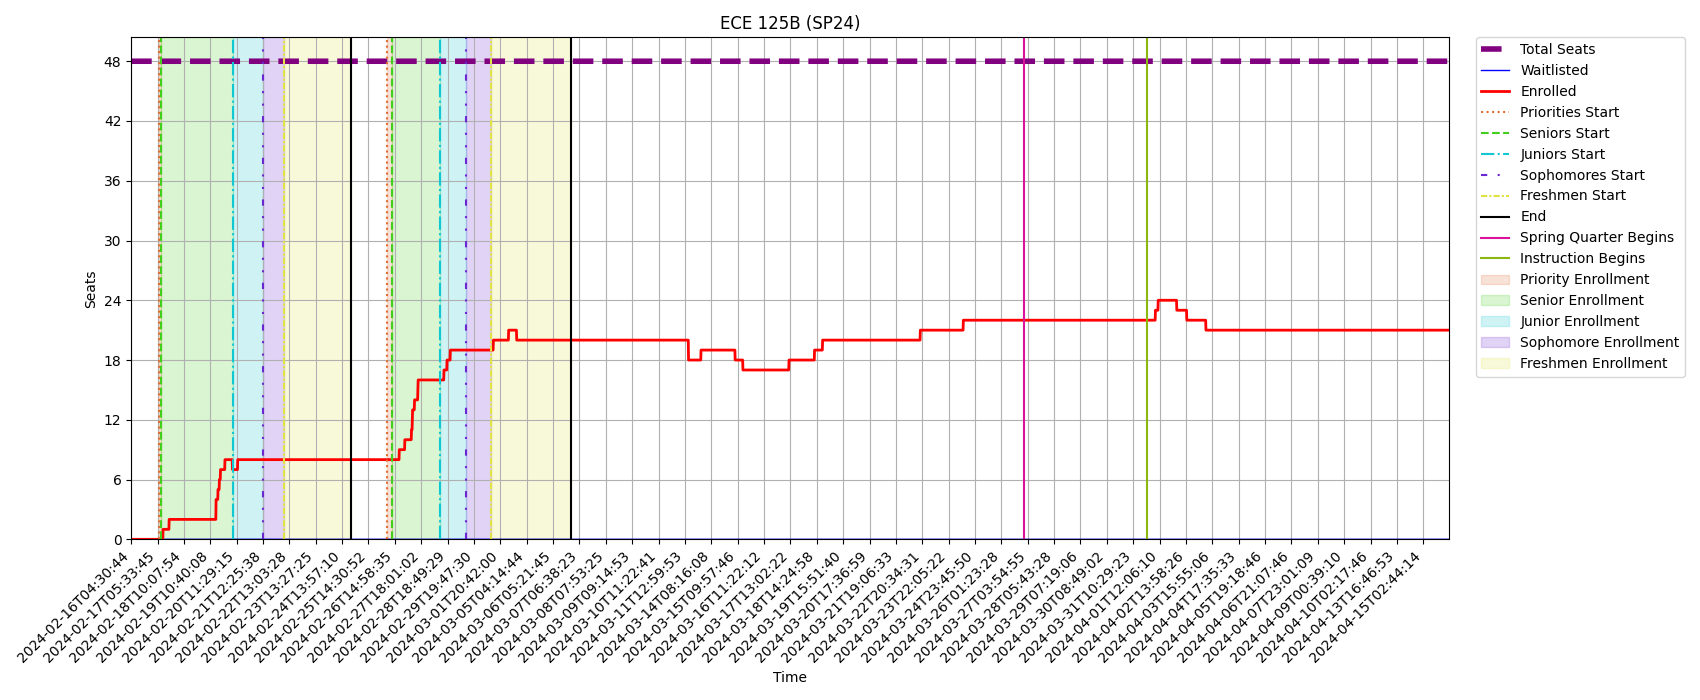 ECE 125B (SP24)
Seats
48
42
36
30
24
18
12
6
0
2024-02-16T04:30:44
2024-02-17T05:33:45
2024-02-18T10:07:54
2024-02-19T10:40:08
2024-02-20T11:29:15
2024-02-21T12:25:38
2024-02-22T13:03:28
2024-02-23T13:27:25
2024-02-24T13:57:10
2024-02-25T14:30:52
2024-02-26T14:58:35
2024-02-27T18:01:02
2024-02-28T18:49:29
2024-02-29T19:47:30
2024-03-01T20:42:00
2024-03-05T04:14:44
2024-03-06T05:21:45
2024-03-07T06:38:23
2024-03-08T07:53:25
2024-03-09T09:14:53
2024-03-10T11:22:41
2024-03-11T12:59:53
2024-03-14T08:16:08
2024-03-15T09:57:46
2024-03-16T11:22:12
2024-03-17T13:02:22
2024-03-18T14:24:58
2024-03-19T15:51:40
2024-03-20T17:36:59
2024-03-21T19:06:33
2024-03-22T20:34:31
2024-03-23T22:05:22
2024-03-24T23:45:50
2024-03-26T01:23:28
2024-03-27T03:54:55
2024-03-28T05:43:28
2024-03-29T07:19:06
2024-03-30T08:49:02
2024-03-31T10:29:23
2024-04-01T12:06:10
2024-04-02T13:58:26
2024-04-03T15:55:06
2024-04-04T17:35:33
2024-04-05T19:18:46
2024-04-06T21:07:46
2024-04-07T23:01:09
2024-04-09T00:39:10
2024-04-10T02:17:46
2024-04-13T16:46:53
2024-04-15T02:44:14
Time
Total Seats
Waitlisted
Enrolled
Priorities Start
Seniors Start
Juniors Start
Sophomores Start
Freshmen Start
End
Spring Quarter Begins
Instruction Begins
Priority Enrollment
Senior Enrollment
Junior Enrollment
Sophomore Enrollment
Freshmen Enrollment